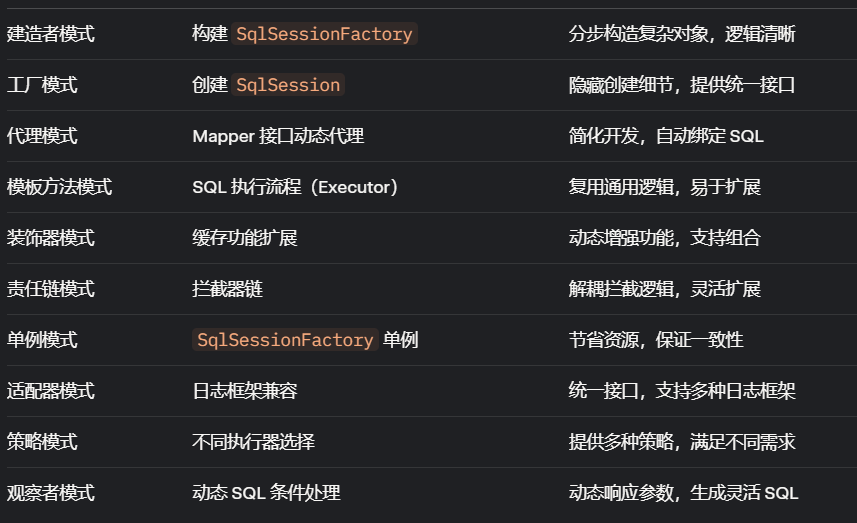 建造者模式 构建 SqlSessionFactory 分步构造复杂对象，逻辑清晰
工厂模式 创建 SqlSession 隐藏创建细节，提供统一接口
代理模式 Mapper 接口动态代理 简化开发，自动绑定 SQL
模板方法模式 SQL 执行流程（Executor） 复用通用逻辑，易于扩展
装饰器模式 缓存功能扩展 动态增强功能，支持组合
责任链模式 拦截器链 解耦拦截逻辑，灵活扩展
单例模式 SqlSessionFactory 单例 节省资源，保证一致性
适配器模式 日志框架兼容 统一接口，支持多种日志框架
策略模式 不同执行器选择 提供多种策略，满足不同需求
观察者模式 动态 SQL 条件处理 动态响应参数，生成灵活 SQL